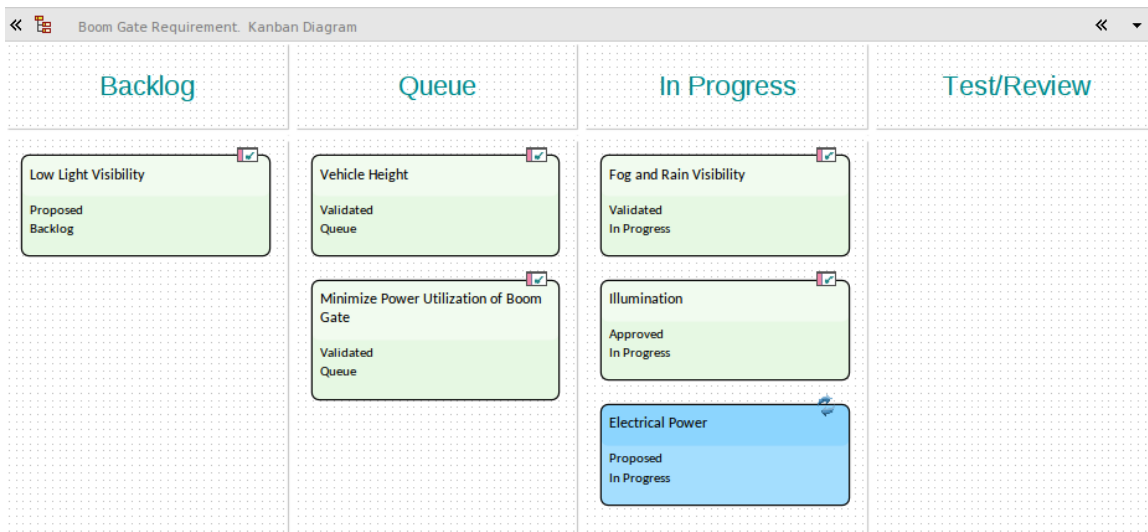 Boom Gate Requirement.  Kanban Diagram
Backlog
Queue
In Progress
Test/Review
Low Light Visibility
Proposed
Backlog
Vehicle Height
Validated
Queue
Minimize Power Utilization of Boom
Gate
Validated
Queue
Fog and Rain Visibility
Validated
In Progress
Illumination
Approved
In Progress
Electrical Power
Proposed
In Progress